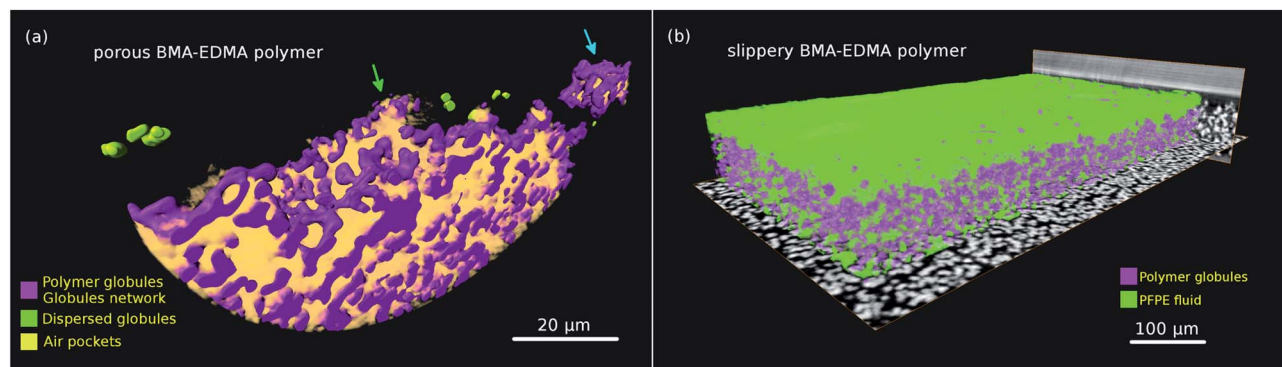 (a)
porous BMA-EDMA polymer
Polymer globules
Globules network
Dispersed globules
Air pockets
20 µm
(b)
slippery BMA-EDMA polymer
Polymer globules
PFPE fluid
100 µm